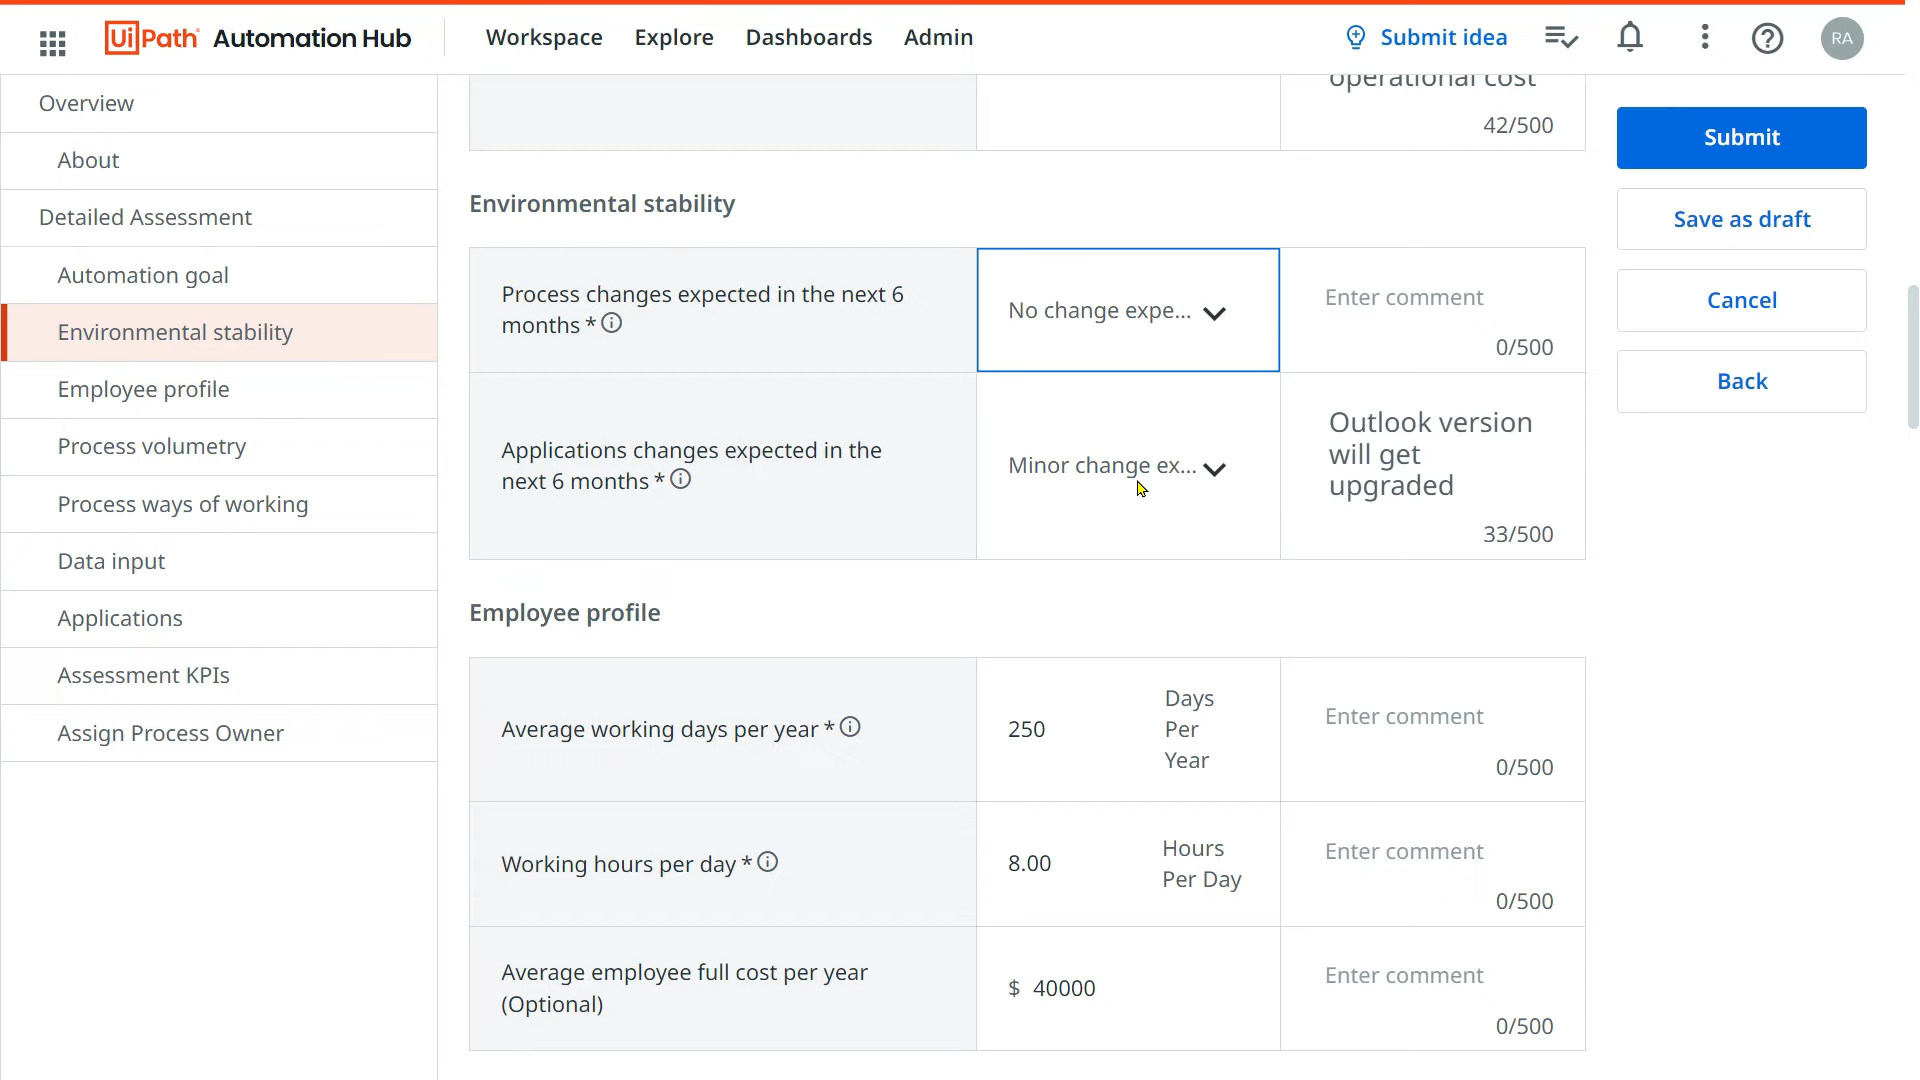 UiPath Automation Hub
Workspace Explore Dashboards Admin
Submit idea
RA
Overview
About
Detailed Assessment
Automation goal
Environmental stability
Employee profile
Process volumetry
Process ways of working
Data input
Applications
Assessment KPIs
Assign Process Owner
operational cost
42/500
Environmental stability
Process changes expected in the next 6
months *
No change expe...
Enter comment
0/500
Applications changes expected in the
next 6 months *
Minor change ex...
Outlook version
will get
upgraded
33/500
Employee profile
Average working days per year *
250
Days
Per
Year
Enter comment
0/500
Working hours per day *
8.00
Hours
Per Day
Enter comment
0/500
Average employee full cost per year
(Optional)
$ 40000
Enter comment
0/500
Submit
Save as draft
Cancel
Back